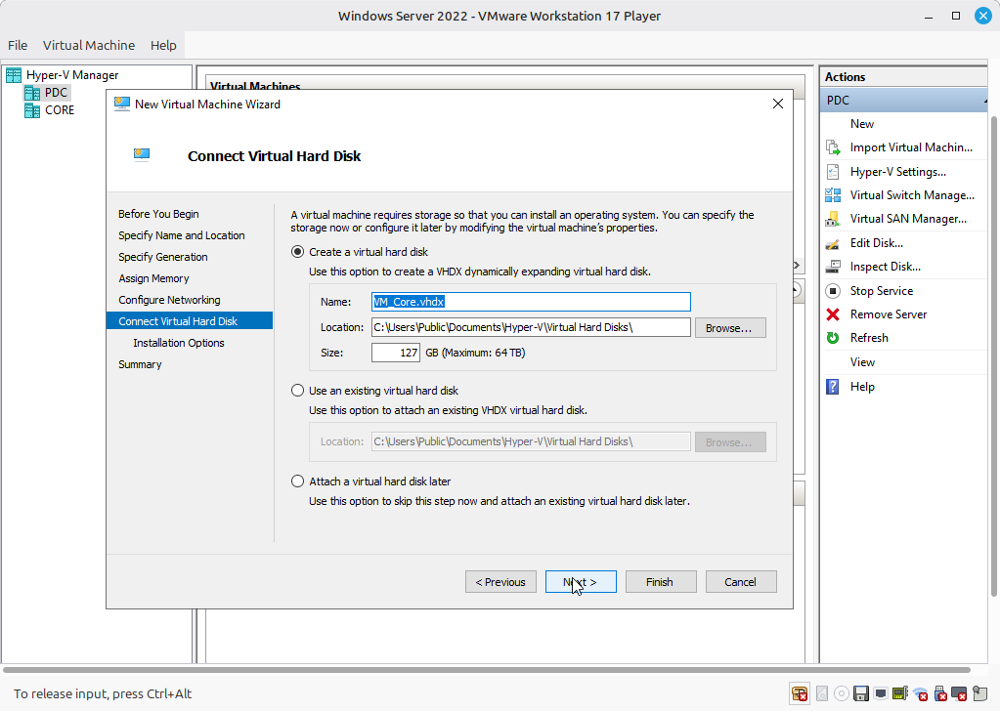 Windows Server 2022 - VMware Workstation 17 Player
File Virtual Machine Help
Hyper-V Manager
PDC
CORE
Virtual Machines
New Virtual Machine Wizard
Connect Virtual Hard Disk
Before You Begin
Specify Name and Location
Specify Generation
Assign Memory
Configure Networking
Connect Virtual Hard Disk
Installation Options
Summary
A virtual machine requires storage so that you can install an operating system. You can specify the
storage now or configure it later by modifying the virtual machine's properties.
Create a virtual hard disk
Use this option to create a VHDX dynamically expanding virtual hard disk.
Name: VM_Core.vhdx
Location: C:\Users\Public\Documents\Hyper-V\Virtual Hard Disks\ Browse...
Size: 127 GB (Maximum: 64 TB)
Use an existing virtual hard disk
Use this option to attach an existing VHDX virtual hard disk.
Location: C:\Users\Public\Documents\Hyper-V\Virtual Hard Disks\ Browse...
Attach a virtual hard disk later
Use this option to skip this step now and attach an existing virtual hard disk later.
< Previous Next > Finish Cancel
Actions
PDC
New
Import Virtual Machin...
Hyper-V Settings...
Virtual Switch Manage...
Virtual SAN Manager...
Edit Disk...
Inspect Disk...
Stop Service
Remove Server
Refresh
View
Help
To release input, press Ctrl+Alt